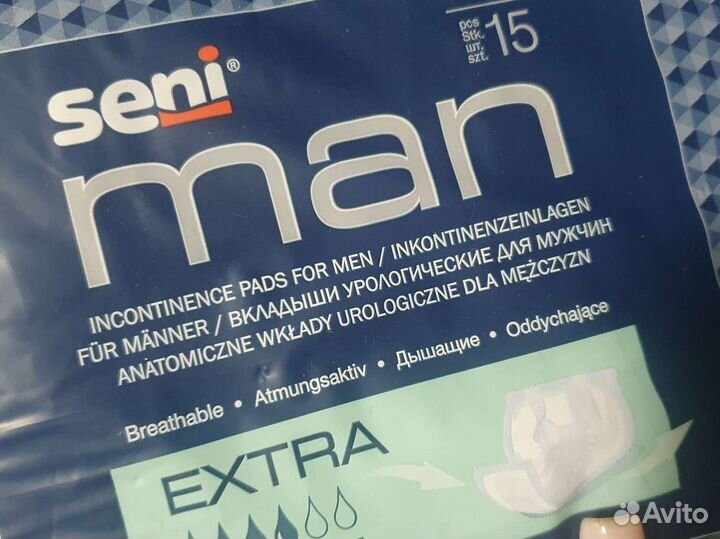 seni®
pcs
Stk.
шт.
szt.
15
man
INCONTINENCE PADS FOR MEN / INKONTINENZEINLAGEN
FÜR MÄNNER / ВКЛАДЫШИ УРОЛОГИЧЕСКИЕ ДЛЯ МУЖЧИН
ANATOMICZNE WKŁADY UROLOGICZNE DLA MĘŻCZYZN
Breathable • Atmungsaktiv • Дышащие • Oddychające
EXTRA
Avito